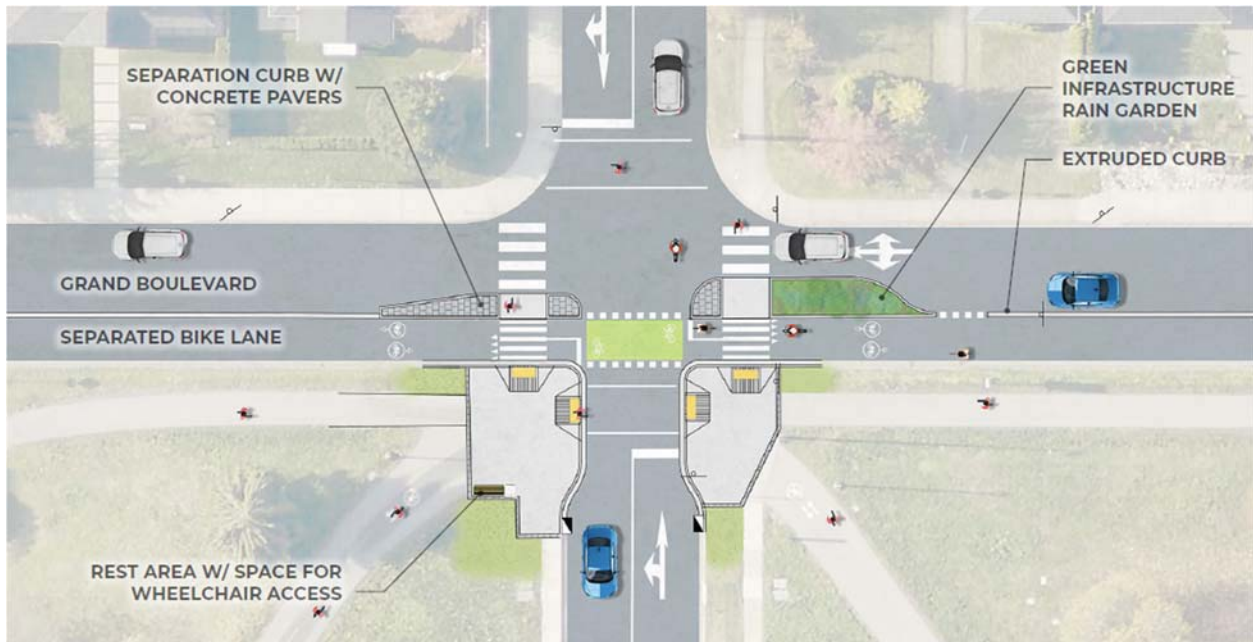 SEPARATION CURB W/
CONCRETE PAVERS
GREEN
INFRASTRUCTURE
RAIN GARDEN
EXTRUDED CURB
GRAND BOULEVARD
SEPARATED BIKE LANE
REST AREA W/ SPACE FOR
WHEELCHAIR ACCESS